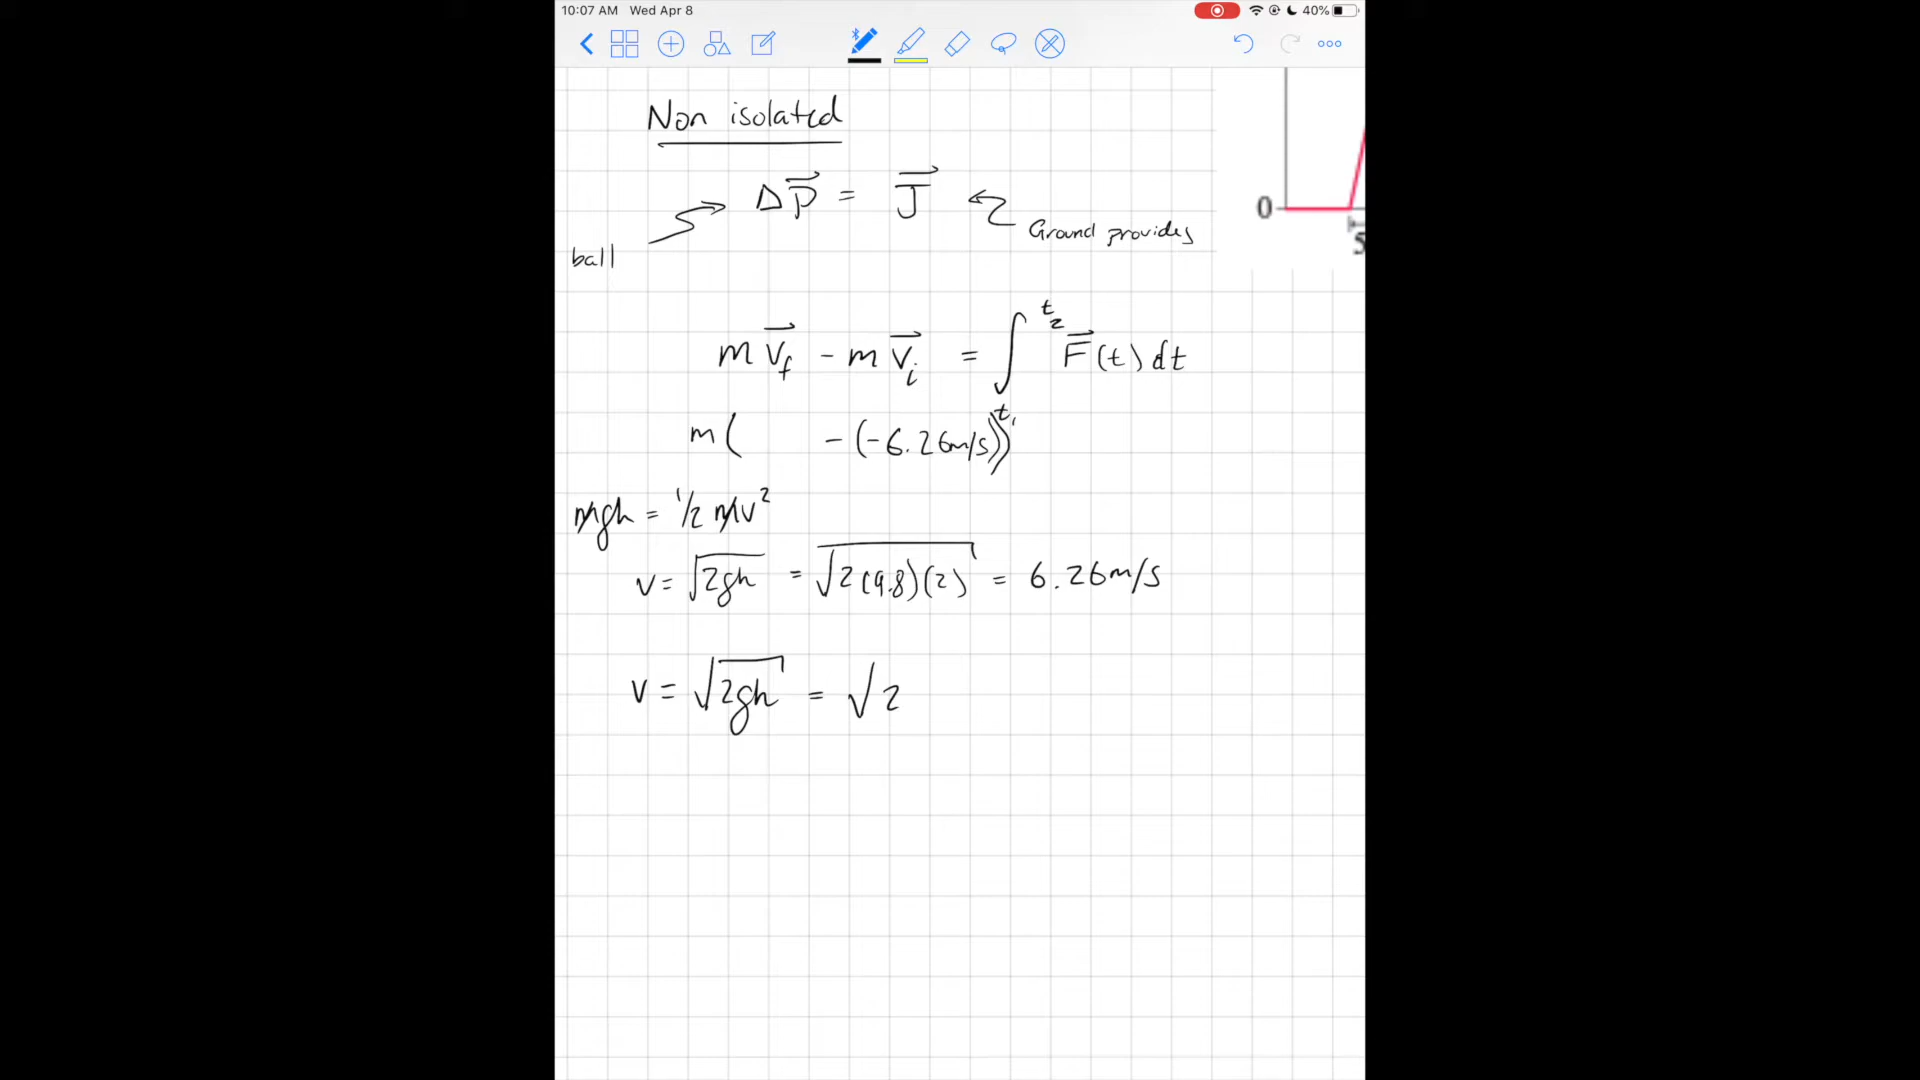 10:07 AM Wed Apr 8 40%
Non isolated
0
Δp⃗ = J⃗
Ground provides
5
ball
mv⃗f - mv⃗i = ∫t₁t₂ F⃗(t)dt
m( - (-6.26m/s))
mgh = 1/2 mv²
v = √2gh = √2(9.8)(2) = 6.26m/s
v = √2gh = √2